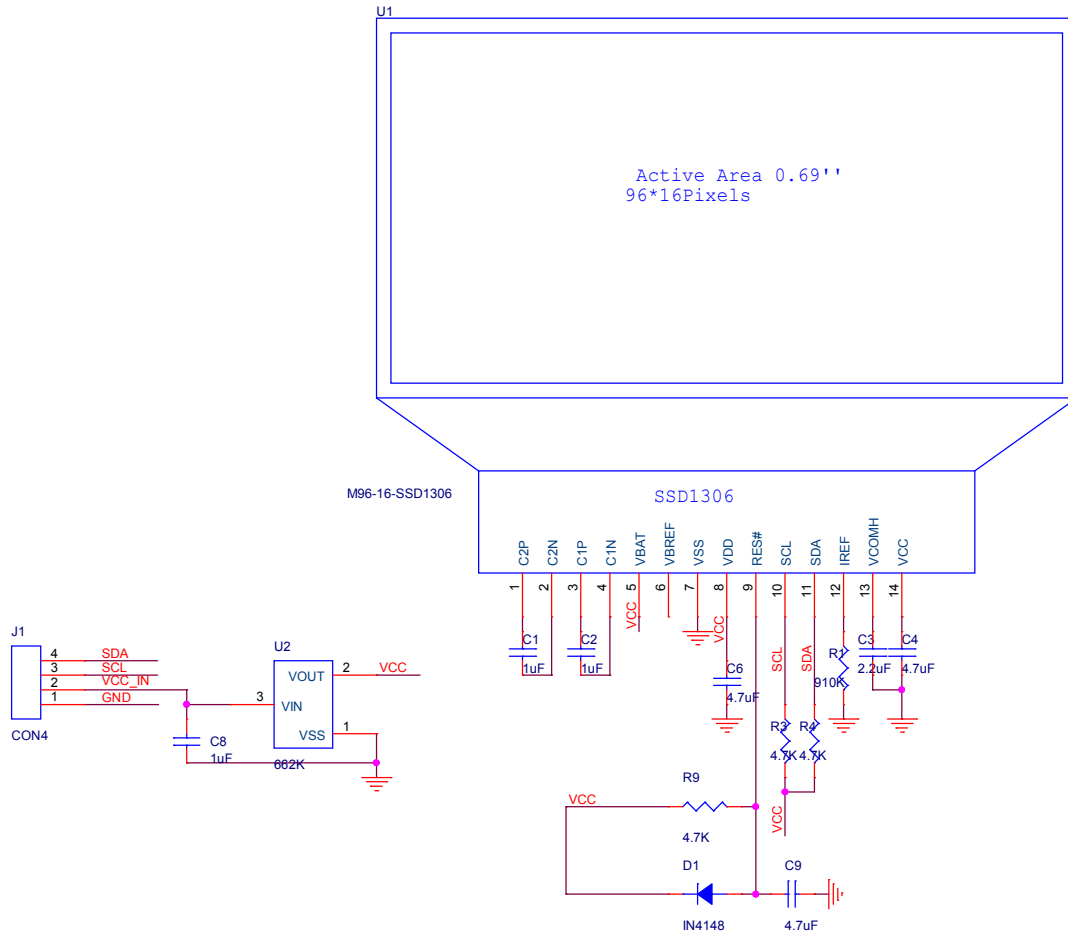 U1
Active Area 0.69''
96*16Pixels
M96-16-SSD1306
SSD1306
C2P
C2N
C1P
C1N
VBAT
VBREF
VSS
VDD
RES#
SCL
SDA
IREF
VCOMH
VCC
1
2
3
4
5
6
7
8
9
10
11
12
13
14
VCC
VCC
SCL
SDA
C1
1uF
C2
1uF
C6
4.7uF
R1
910K
C3
2.2uF
C4
4.7uF
R3
4.7K
R4
4.7K
VCC
J1
4 SDA
3 SCL
2 VCC_IN
1 GND
CON4
C8
1uF
U2
VOUT
VIN
VSS
2
3
1
VCC
662K
R9
VCC
4.7K
D1
IN4148
C9
4.7uF